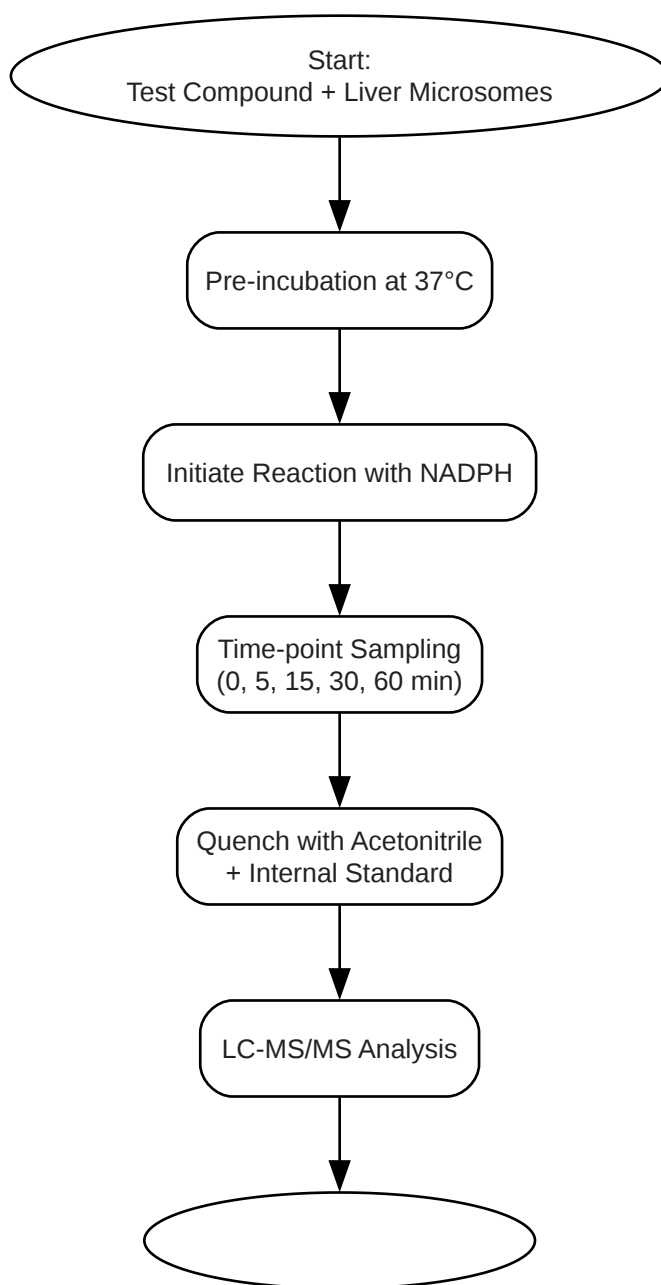 Start:
Test Compound + Liver Microsomes
Pre-incubation at 37°C
Initiate Reaction with NADPH
Time-point Sampling
(0, 5, 15, 30, 60 min)
Quench with Acetonitrile
+ Internal Standard
LC-MS/MS Analysis